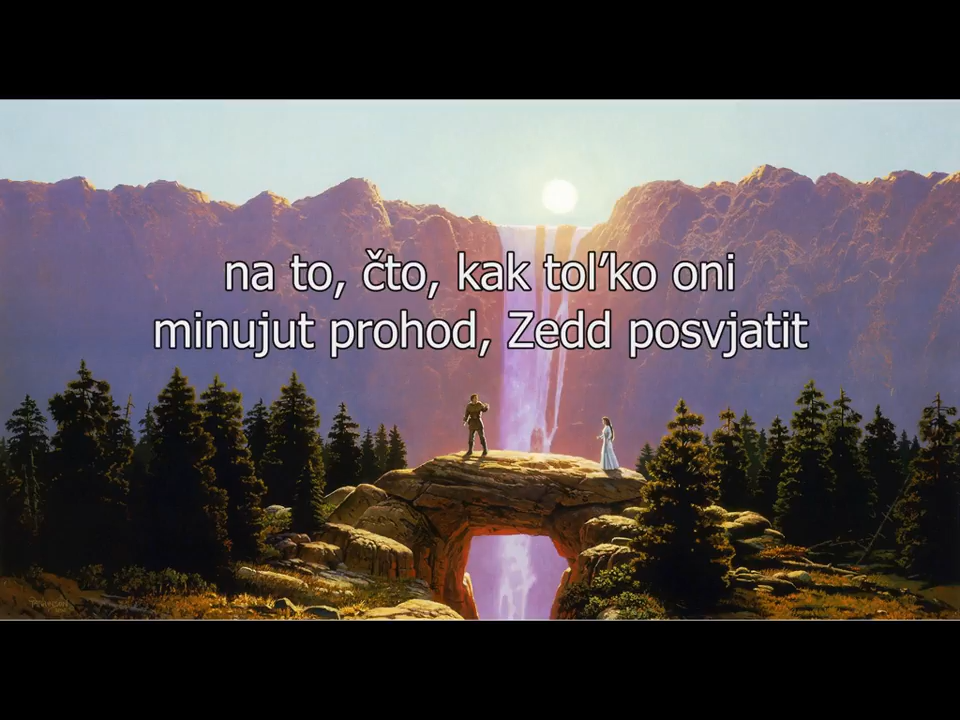 na to, čto, kak tol’ko oni
minujut prohod, Zedd posvjatit